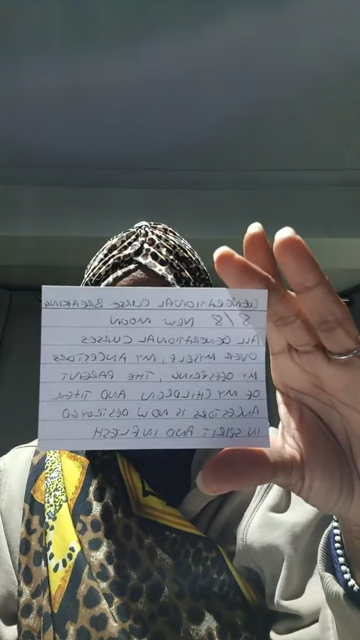 GENERATIONAL CURSE BREAKING
8/8 NEW MOON
ALL GENERATIONAL CURSES
OVER MYSELF, MY ANCESTORS
MY OFFSPRING, THE PARENT
OF MY CHILDREN AND THEIR
ANCESTORS IS NOW DESTROYED
IN SPIRIT AND IN FLESH